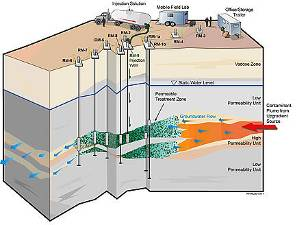 Injection Solution
Mobile Field Lab
Office/Storage
Trailer
Injection
Well
Vadose Zone
Static Water Level
Permeable
Treatment Zone
Low
Permeability Unit
Groundwater Flow
Contaminant
Plume from
Upgradient
Source
High
Permeability Unit
Low
Permeability Unit